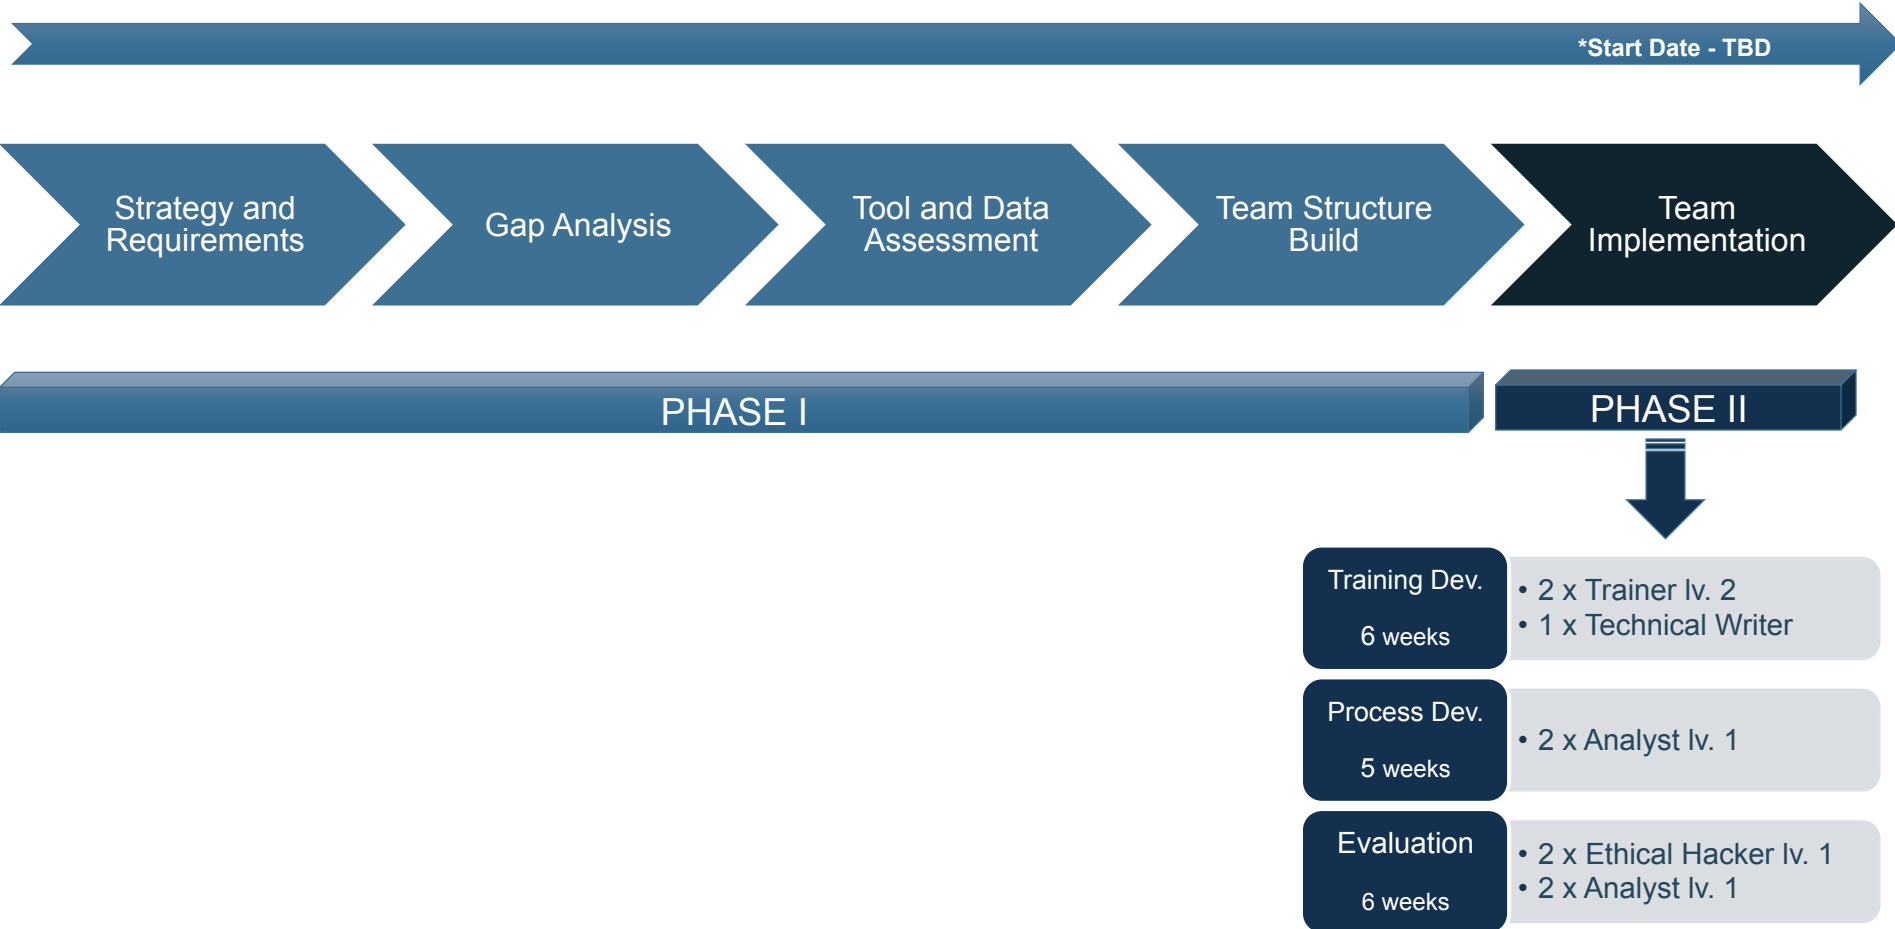 *Start Date - TBD
Strategy and
Requirements
Gap Analysis
Tool and Data
Assessment
Team Structure
Build
Team
Implementation
PHASE I
PHASE II
Training Dev.
6 weeks
• 2 x Trainer lv. 2
• 1 x Technical Writer
Process Dev.
5 weeks
• 2 x Analyst lv. 1
Evaluation
6 weeks
• 2 x Ethical Hacker lv. 1
• 2 x Analyst lv. 1